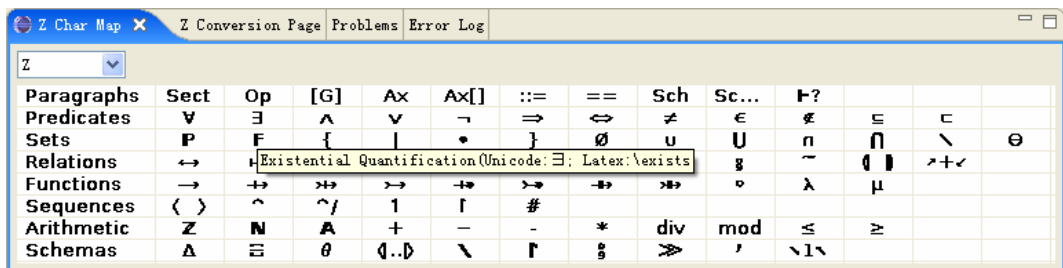 Z Char Map Z Conversion Page Problems Error Log
Z
Paragraphs Sect Op [G] Ax Ax[] ::= == Sch Sc... ⊦?
Predicates ∀ ∃ ∧ ∨ ¬ ⇒ ⇔ ≠ ∈ ∉ ⊆ ⊂
Sets ℙ 𝔽 { | ⦁ } ∅ ∪ ⋃ ∩ ⋂ ∖ ⊖
Relations ↔
Existential Quantification(Unicode:∃; Latex:\exists
⨟ ~ ⦇ ⦈ ↗+↙
Functions → ⇸ ⤔ ↣ ⤀ ⤖ ⇻ ⤕ λ μ
Sequences ⟨ ⟩ ⁀ ⁀/ ↿ ↾ #
Arithmetic ℤ ℕ 𝔸 + − - * div mod ≤ ≥
Schemas Δ Ξ θ ⦉..⦊ ∖ ↾ ⨟ ⨠ ′ ↘l↘